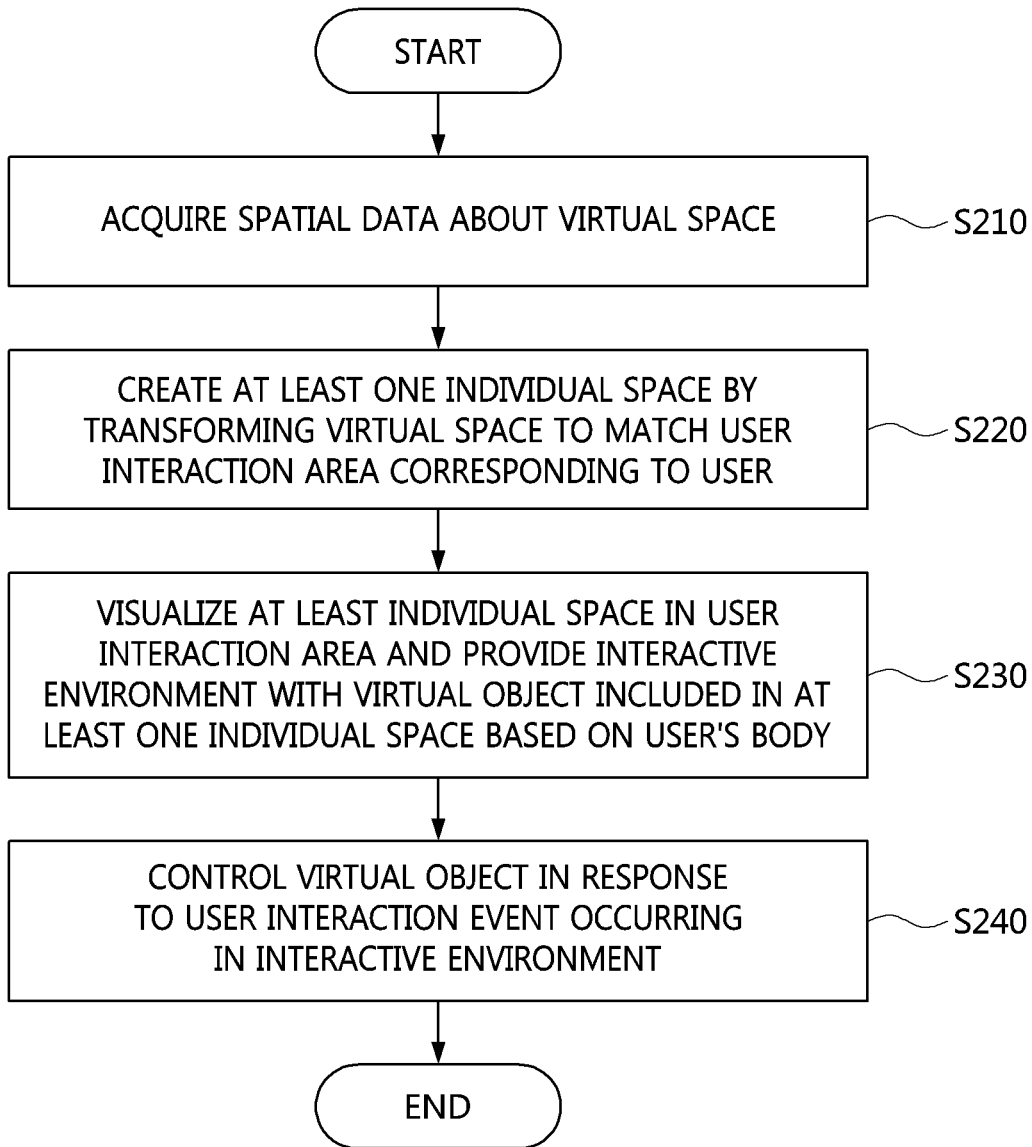 START
ACQUIRE SPATIAL DATA ABOUT VIRTUAL SPACE
S210
CREATE AT LEAST ONE INDIVIDUAL SPACE BY
TRANSFORMING VIRTUAL SPACE TO MATCH USER
INTERACTION AREA CORRESPONDING TO USER
S220
VISUALIZE AT LEAST INDIVIDUAL SPACE IN USER
INTERACTION AREA AND PROVIDE INTERACTIVE
ENVIRONMENT WITH VIRTUAL OBJECT INCLUDED IN AT
LEAST ONE INDIVIDUAL SPACE BASED ON USER'S BODY
S230
CONTROL VIRTUAL OBJECT IN RESPONSE
TO USER INTERACTION EVENT OCCURRING
IN INTERACTIVE ENVIRONMENT
S240
END